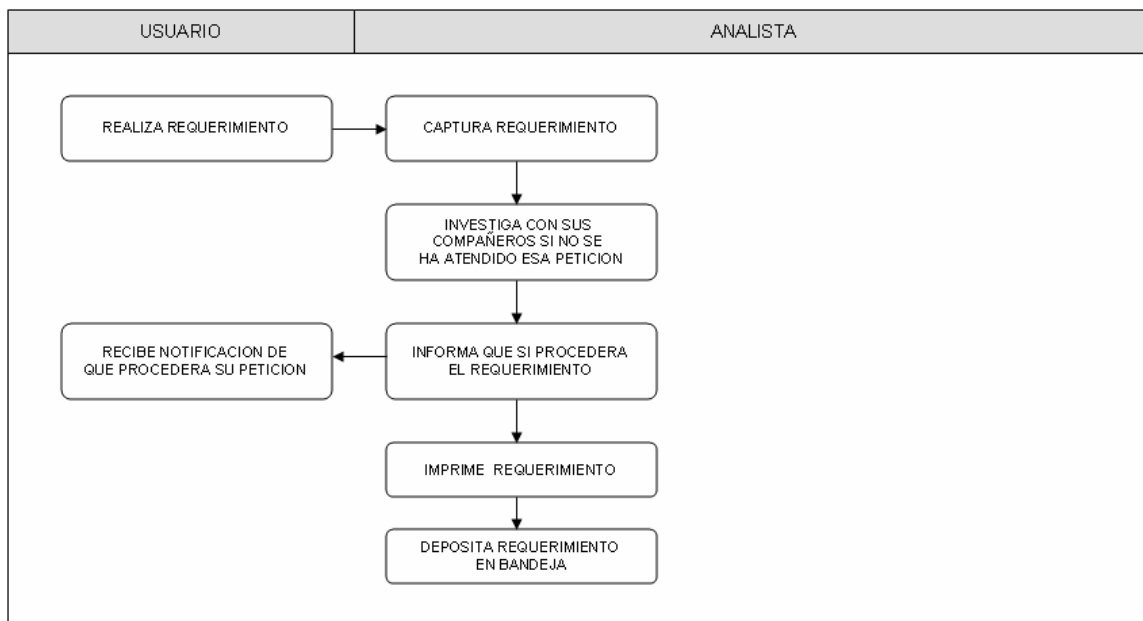 USUARIO
ANALISTA
REALIZA REQUERIMIENTO
CAPTURA REQUERIMIENTO
INVESTIGA CON SUS
COMPAÑEROS SI NO SE
HA ATENDIDO ESA PETICION
RECIBE NOTIFICACION DE
QUE PROCEDERA SU PETICION
INFORMA QUE SI PROCEDERA
EL REQUERIMIENTO
IMPRIME REQUERIMIENTO
DEPOSITA REQUERIMIENTO
EN BANDEJA